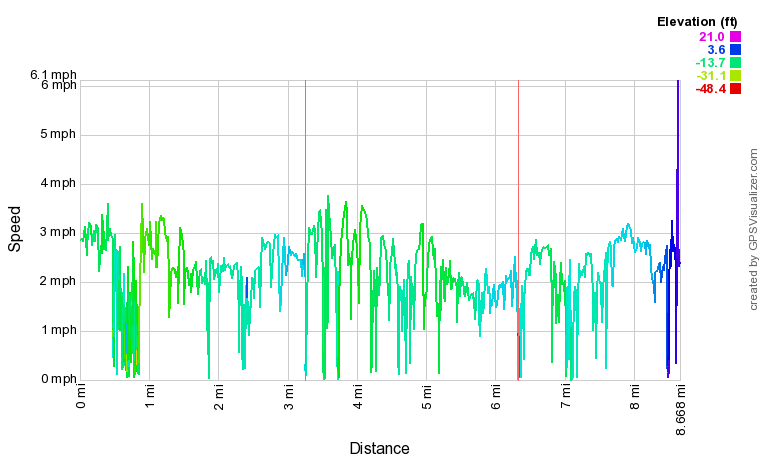 Elevation (ft)
21.0
3.6
-13.7
-31.1
-48.4
6.1 mph
6 mph
5 mph
4 mph
3 mph
2 mph
1 mph
0 mph
Speed
0 mi
1 mi
2 mi
3 mi
4 mi
5 mi
6 mi
7 mi
8 mi
8.668 mi
Distance
created by GPSVisualizer.com